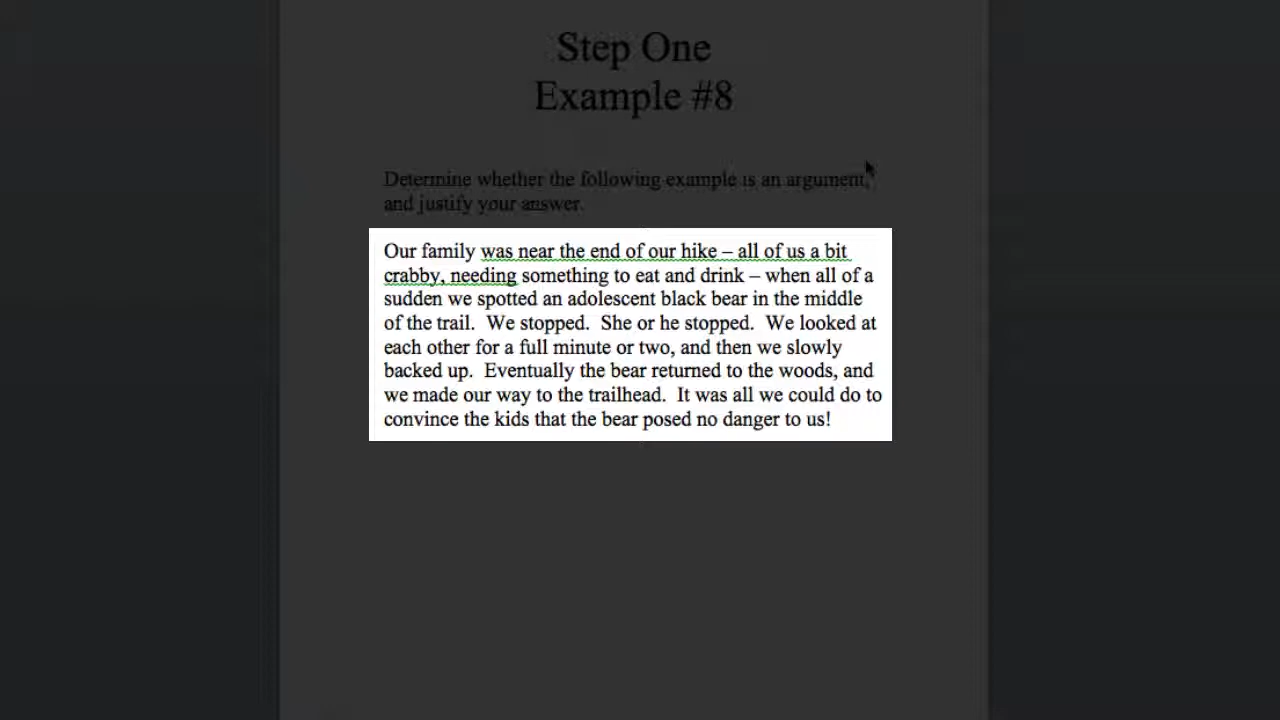 Step One
Example #8
Determine whether the following example is an argument,
and justify your answer.
Our family was near the end of our hike – all of us a bit
crabby, needing something to eat and drink – when all of a
sudden we spotted an adolescent black bear in the middle
of the trail.  We stopped.  She or he stopped.  We looked at
each other for a full minute or two, and then we slowly
backed up.  Eventually the bear returned to the woods, and
we made our way to the trailhead.  It was all we could do to
convince the kids that the bear posed no danger to us!